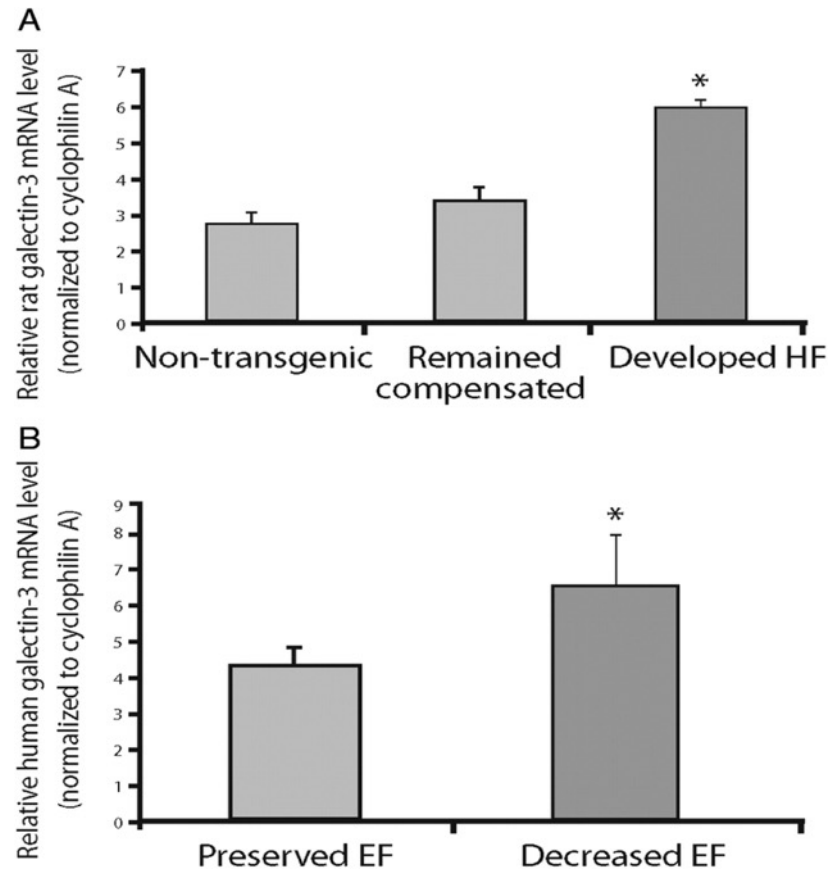 A
Relative rat galectin-3 mRNA level
(normalized to cyclophilin A)
7
6
5
4
3
2
1
0
*
Non-transgenic
Remained
compensated
Developed HF
B
Relative human galectin-3 mRNA level
(normalized to cyclophilin A)
9
8
7
6
5
4
3
2
1
0
*
Preserved EF
Decreased EF